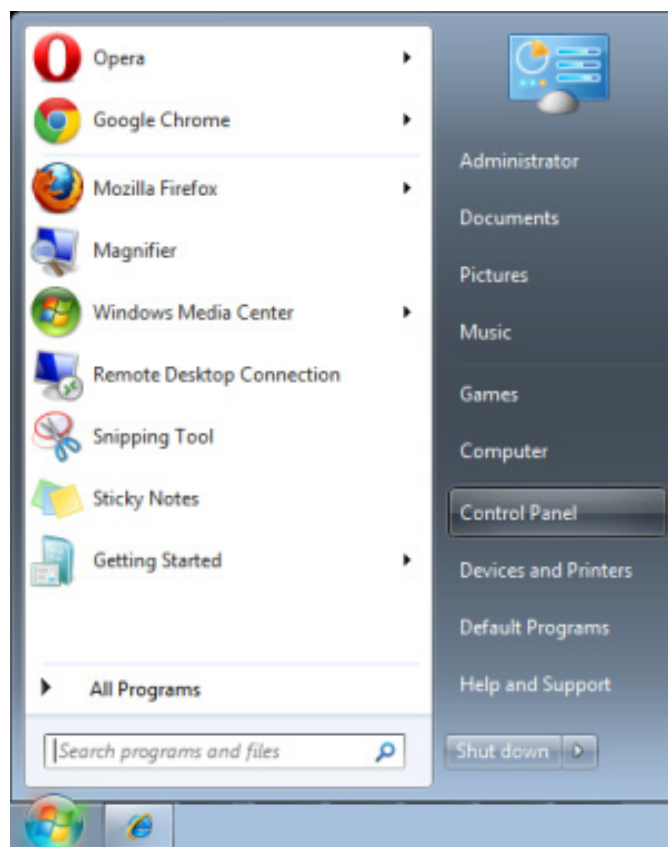 Opera
Google Chrome
Mozilla Firefox
Magnifier
Windows Media Center
Remote Desktop Connection
Snipping Tool
Sticky Notes
Getting Started
All Programs
Search programs and files
Administrator
Documents
Pictures
Music
Games
Computer
Control Panel
Devices and Printers
Default Programs
Help and Support
Shut down